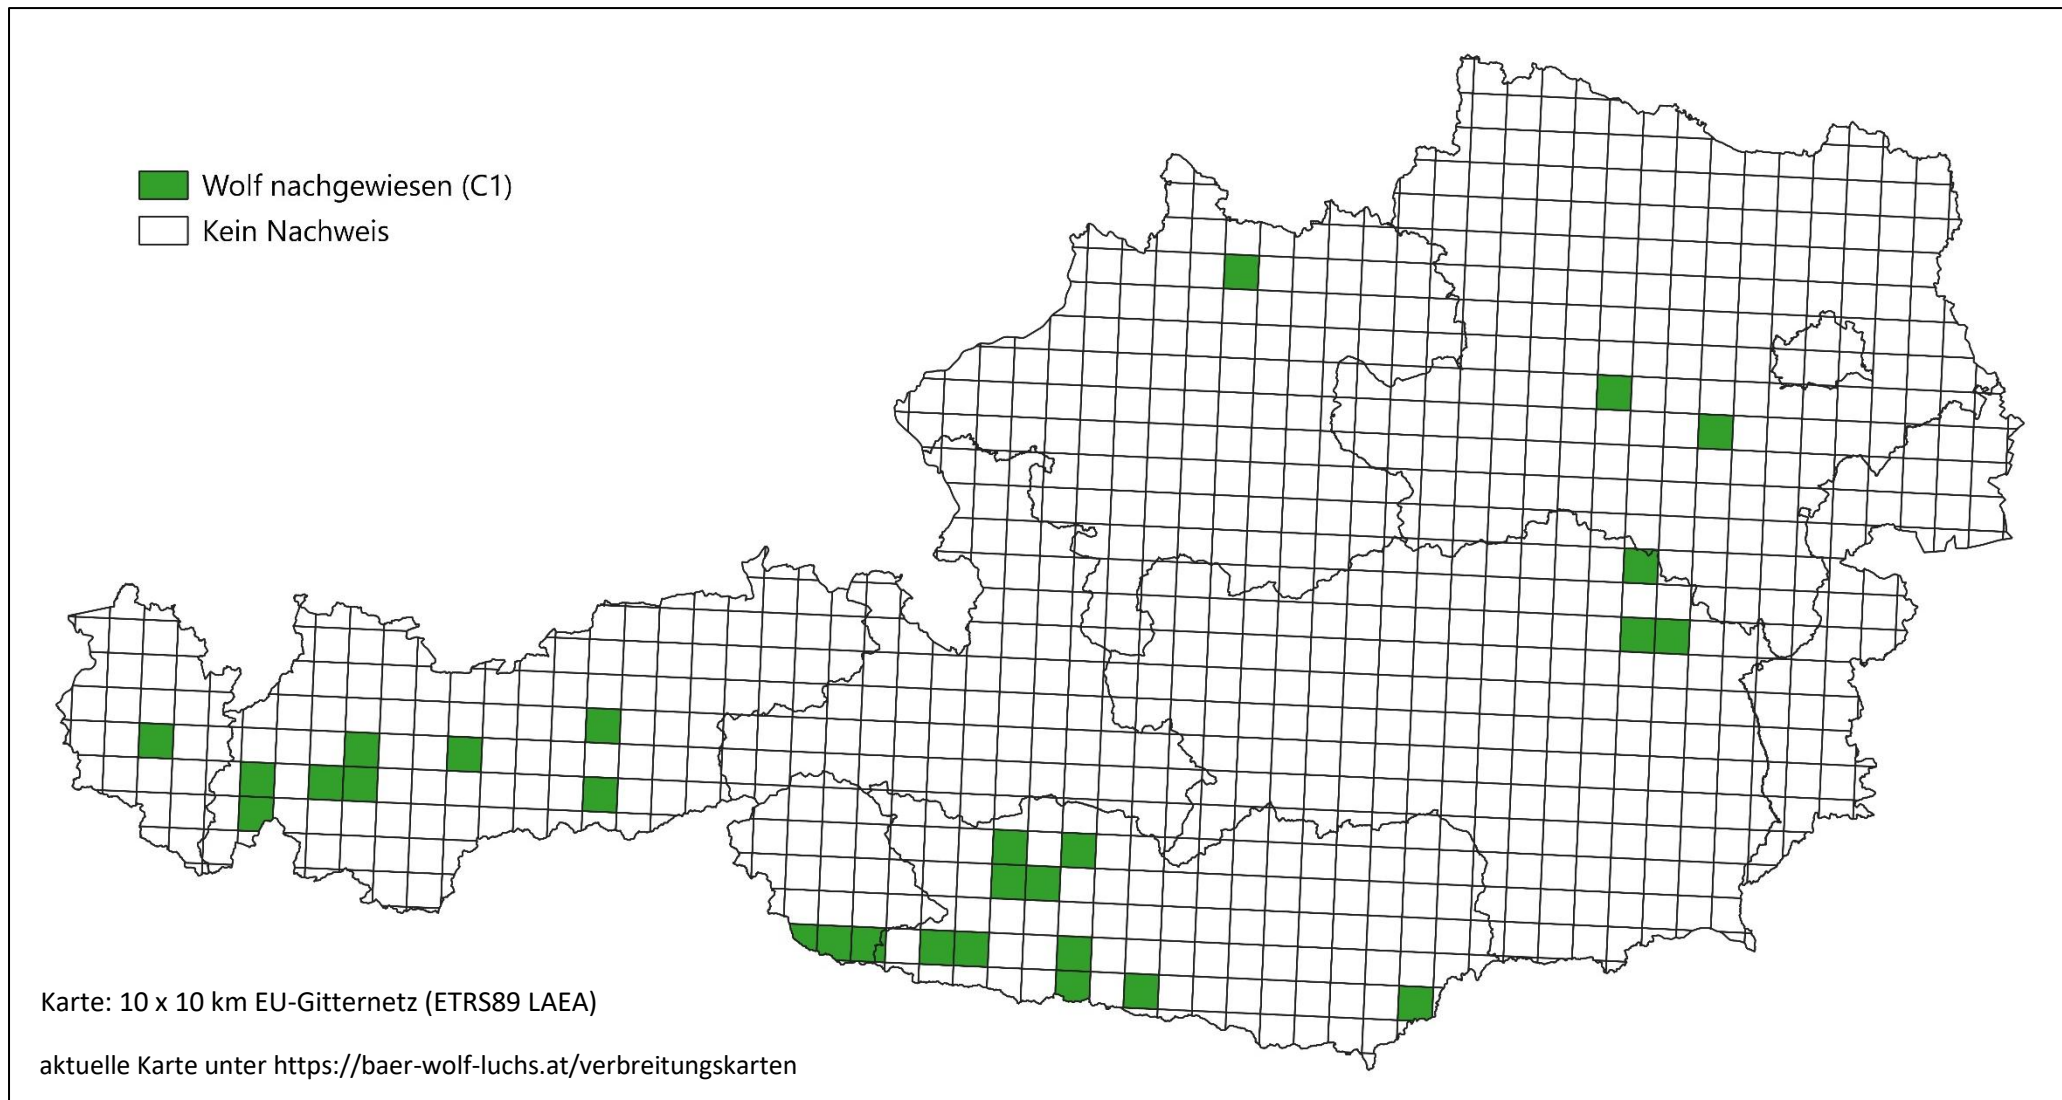 Wolf nachgewiesen (C1)
Kein Nachweis
Karte: 10 x 10 km EU-Gitternetz (ETRS89 LAEA)
aktuelle Karte unter https://baer-wolf-luchs.at/verbreitungskarten